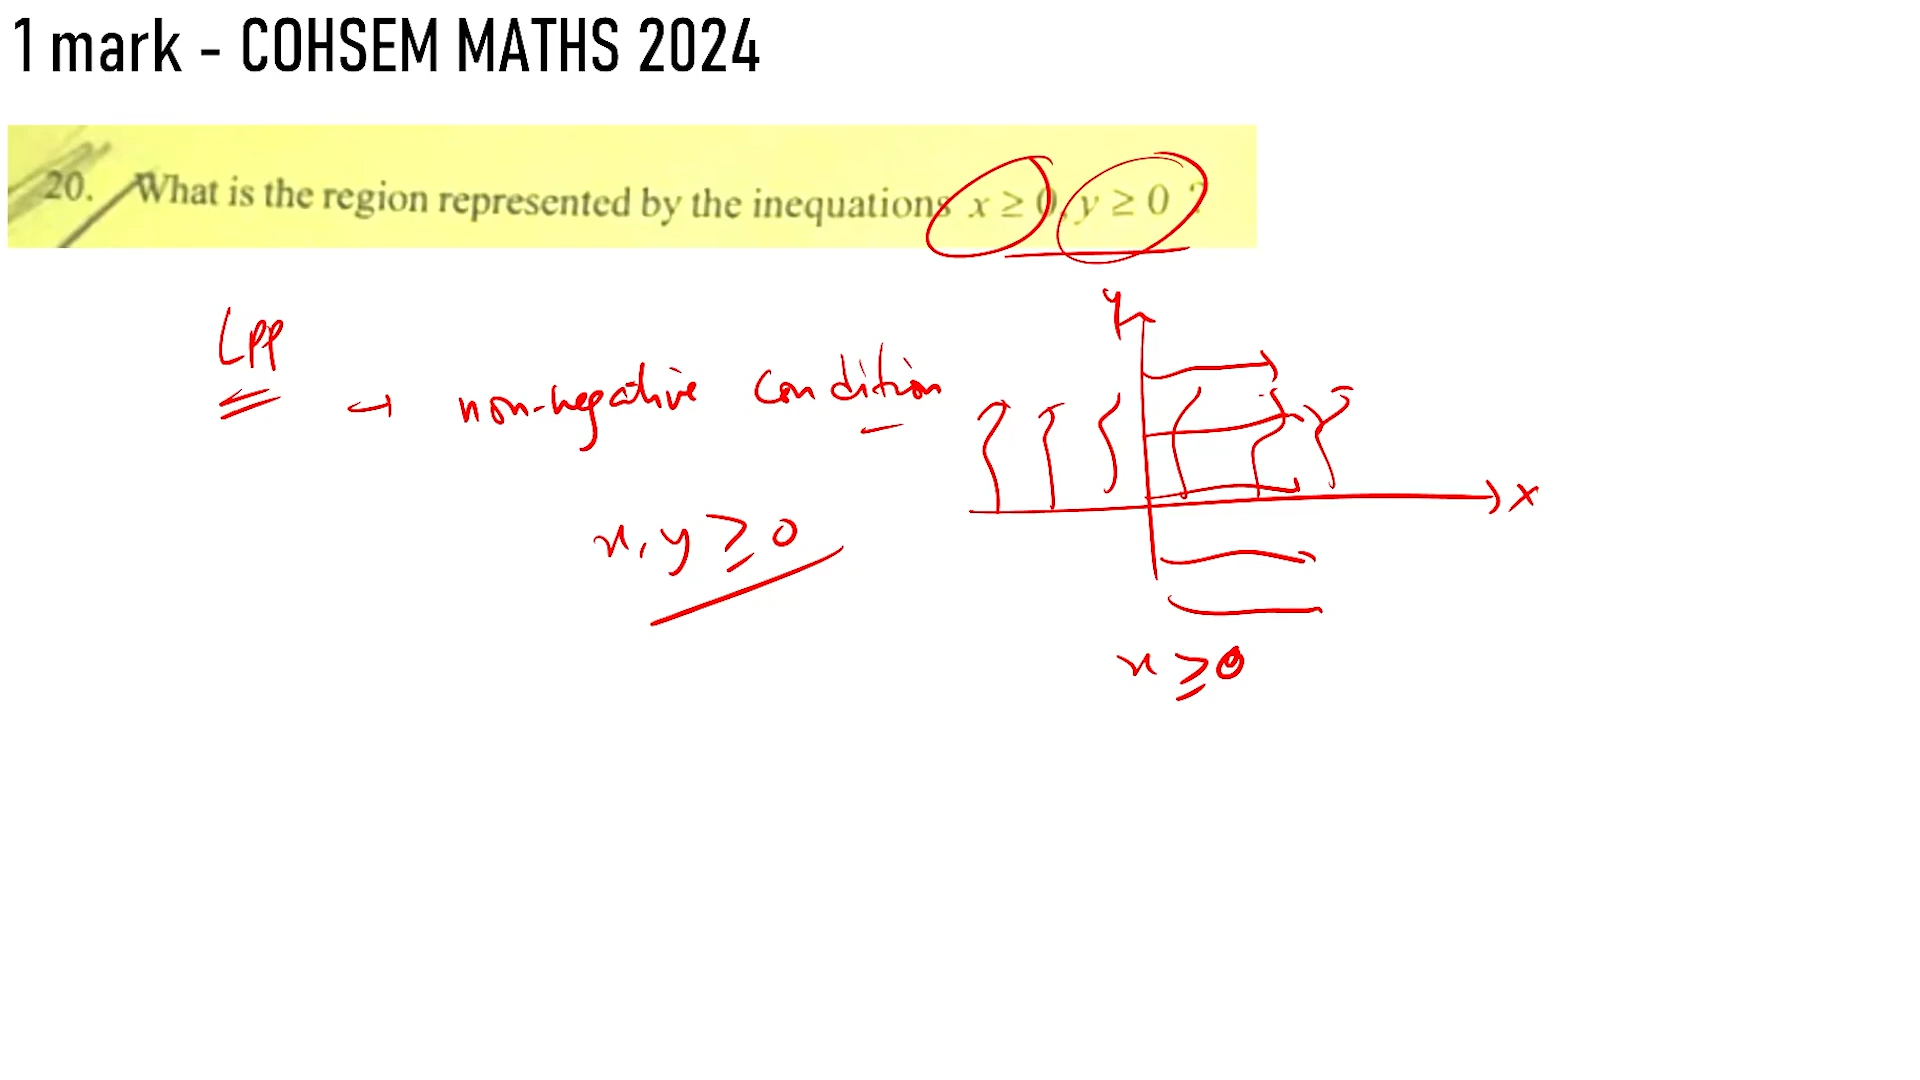 1 mark - COHSEM MATHS 2024
20. What is the region represented by the inequations x ≥ 0, y ≥ 0 ?
LPP
→ non-negative condition
x, y ≥ 0
y
x
x ≥ 0